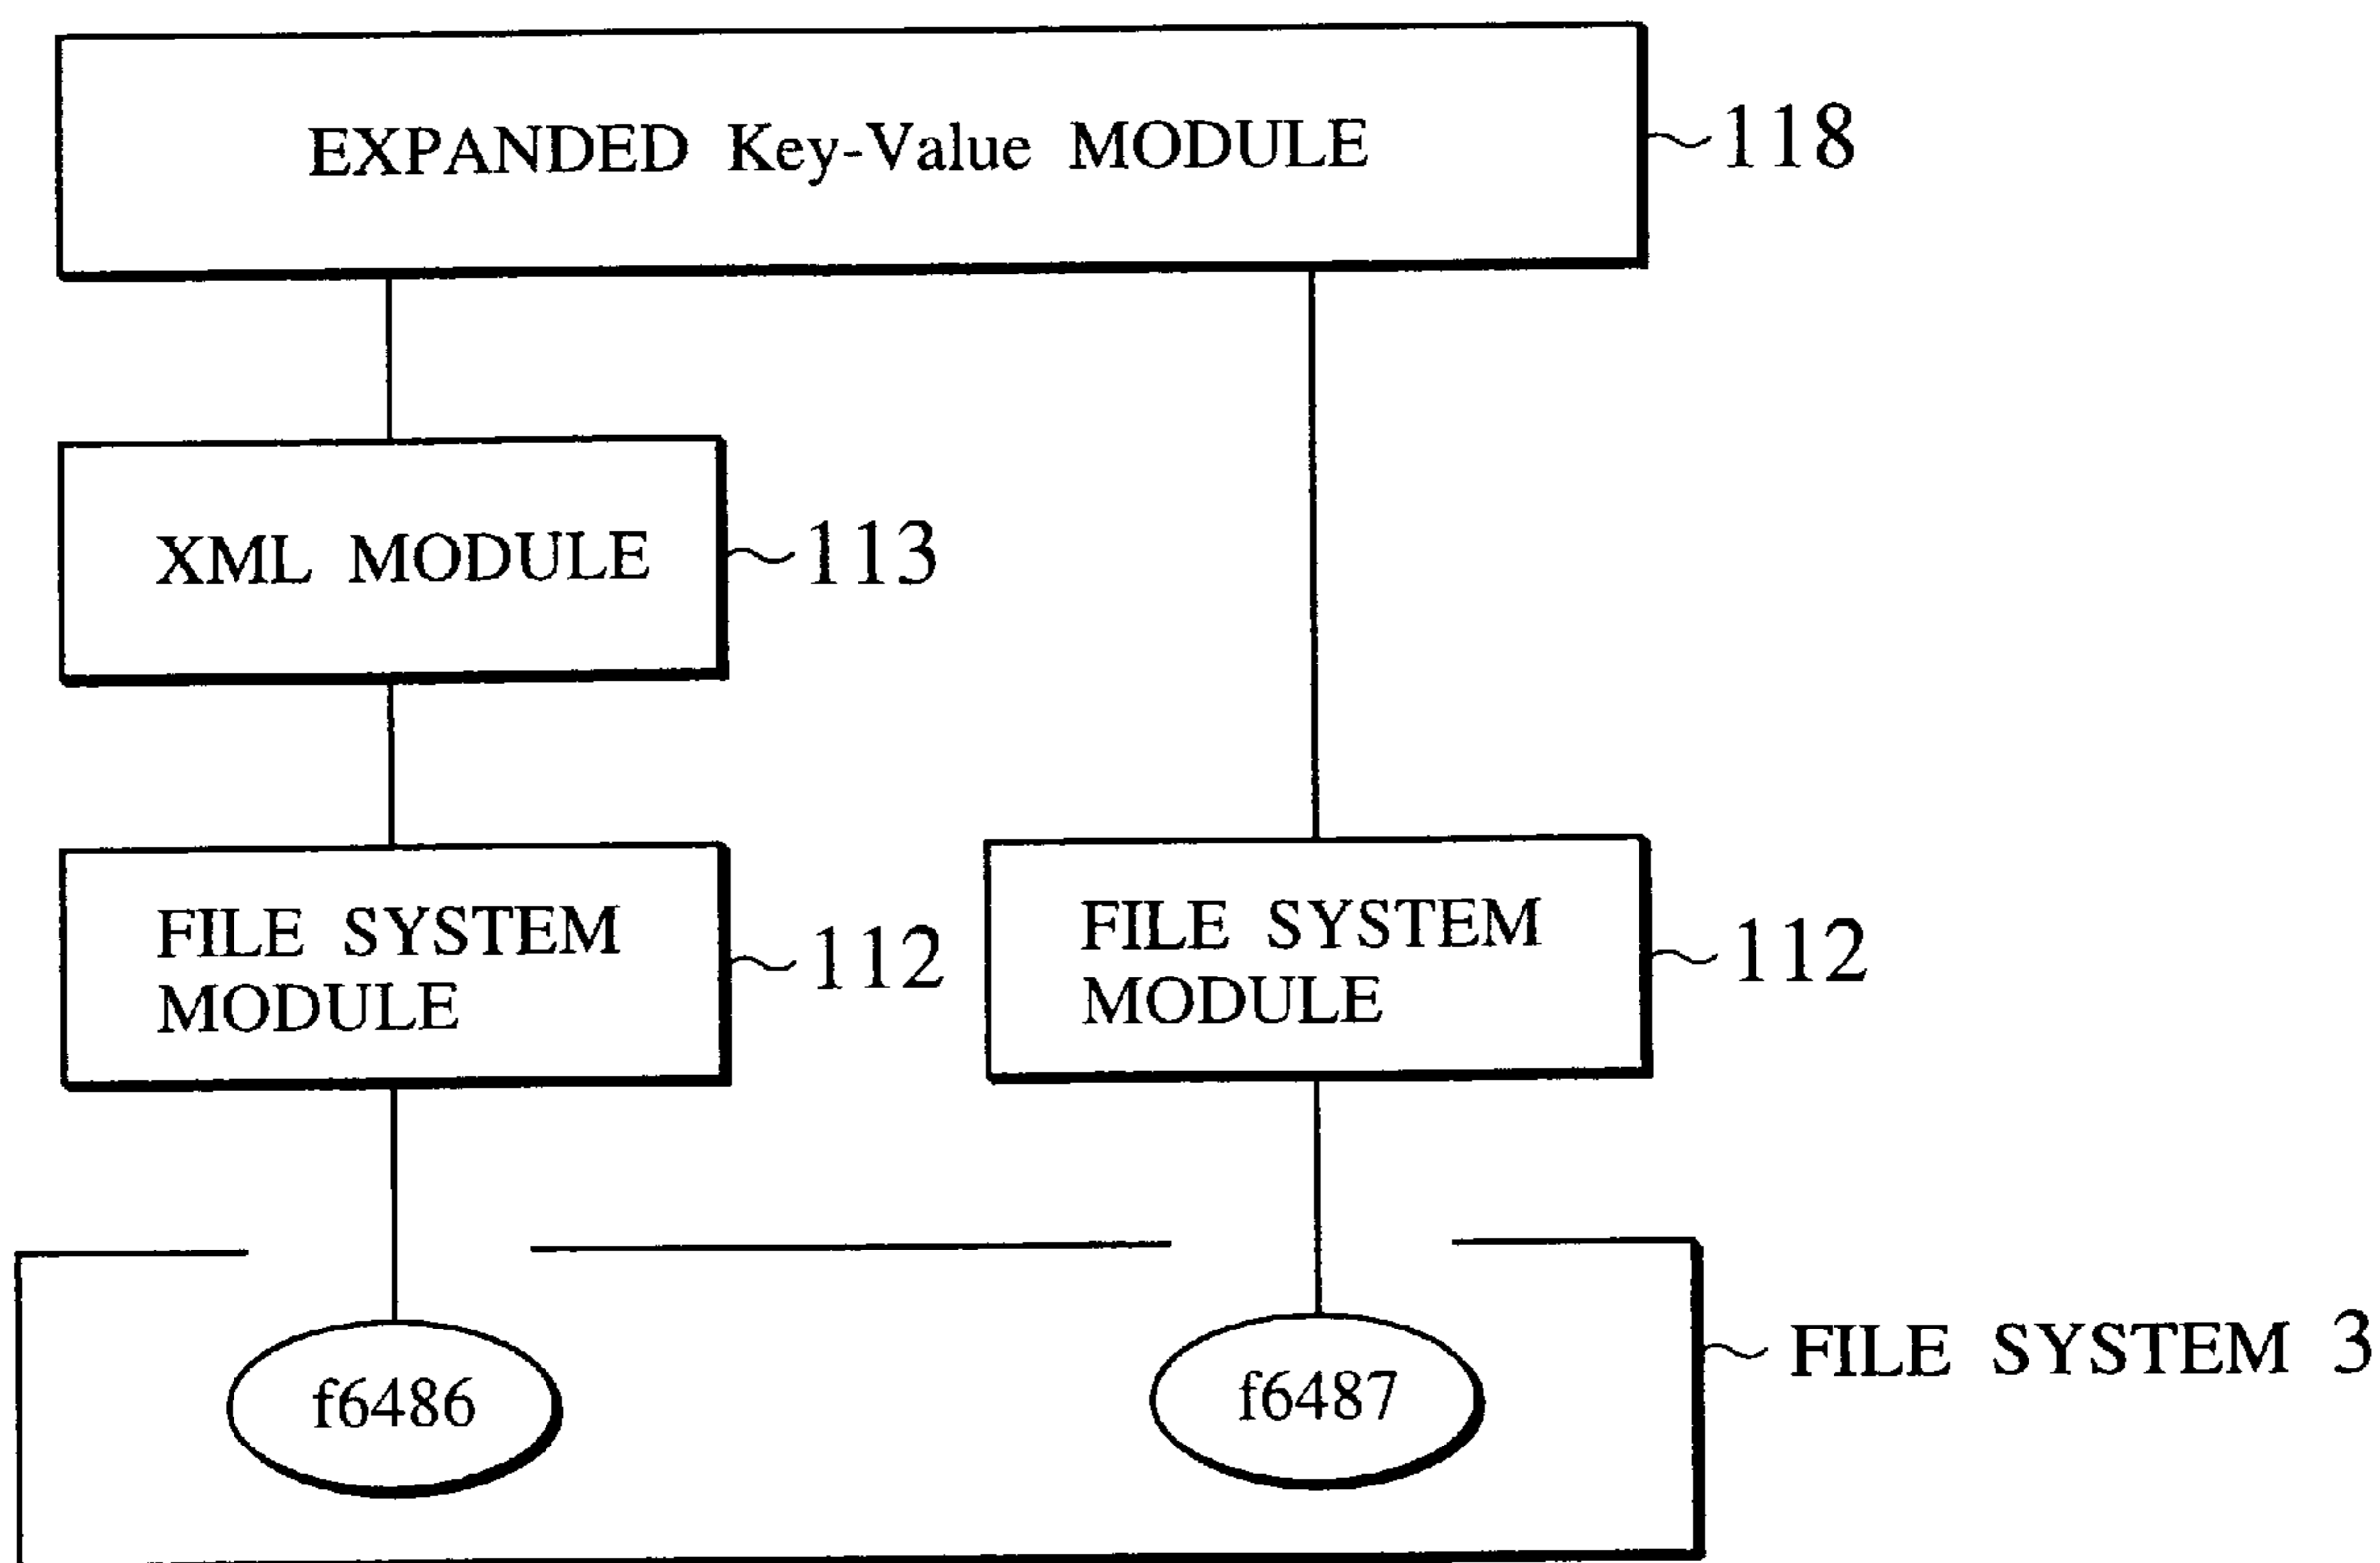 EXPANDED Key-Value MODULE
118
XML MODULE
113
FILE SYSTEM
MODULE
112
FILE SYSTEM
MODULE
112
f6486
f6487
FILE SYSTEM 3